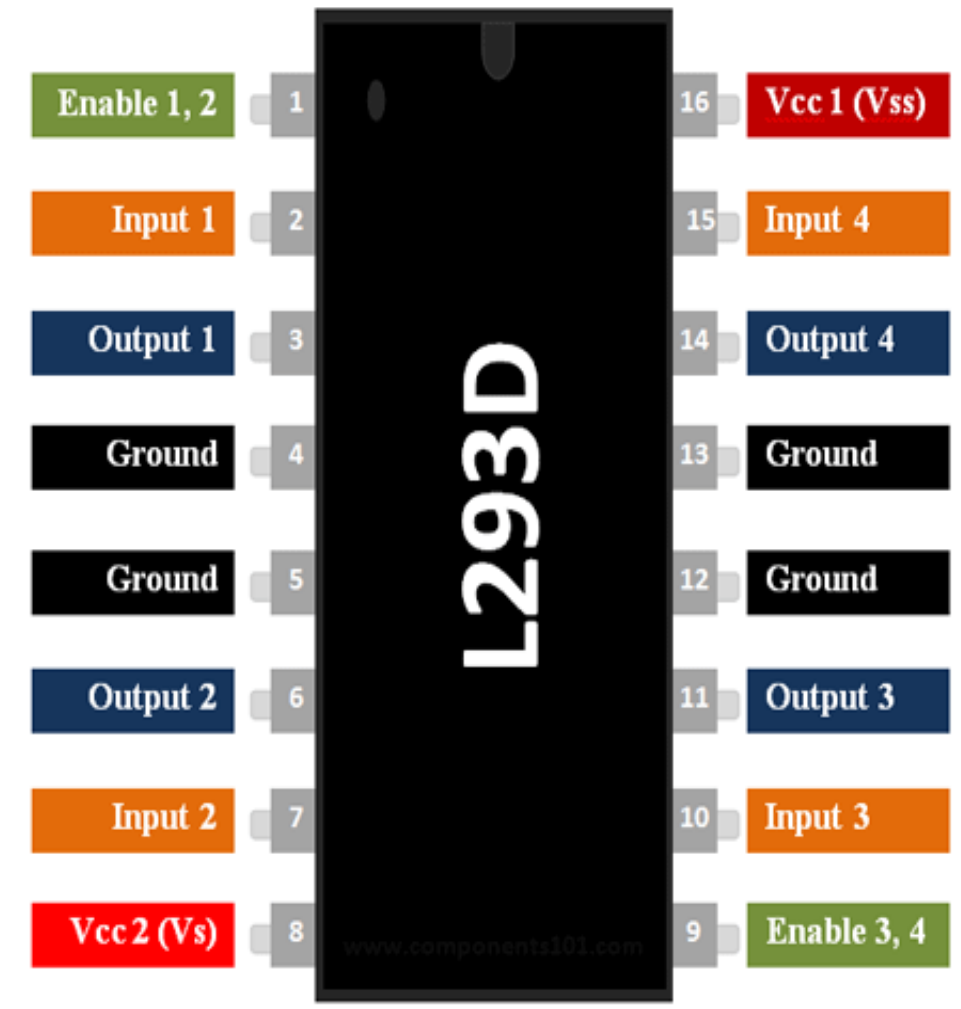 Enable 1, 2
1
16
Vcc 1 (Vss)
Input 1
2
15
Input 4
Output 1
3
14
Output 4
Ground
4
13
Ground
Ground
5
12
Ground
Output 2
6
11
Output 3
Input 2
7
10
Input 3
Vcc 2 (Vs)
8
9
Enable 3, 4
L293D
www.components101.com